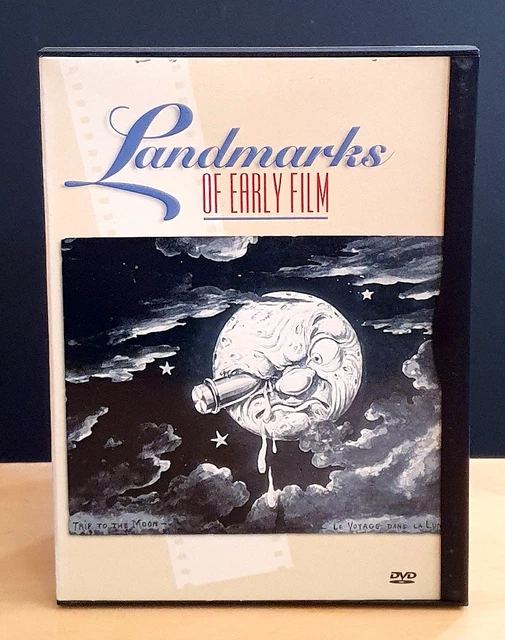 Landmarks
OF EARLY FILM
TRIP TO THE MOON —
LE VOYAGE DANS LA LUN
DVD